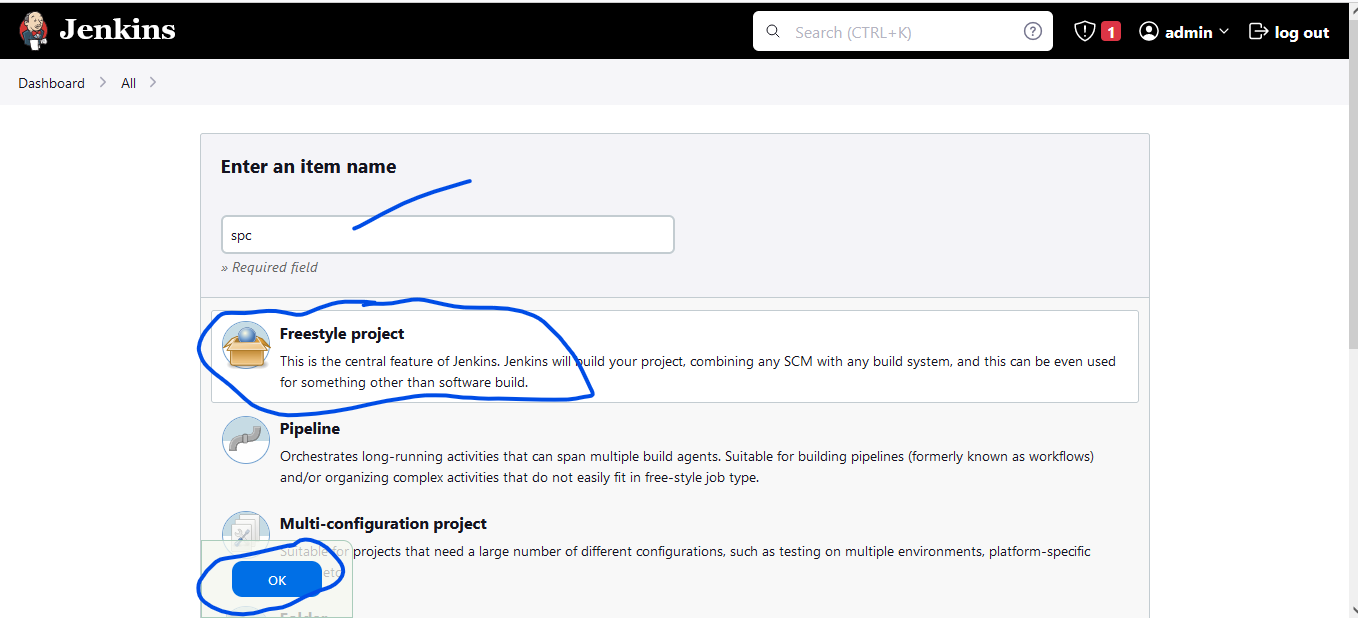 Jenkins
Search (CTRL+K)
1
admin
log out
Dashboard
All
Enter an item name
spc
» Required field
Freestyle project
This is the central feature of Jenkins. Jenkins will build your project, combining any SCM with any build system, and this can be even used
for something other than software build.
Pipeline
Orchestrates long-running activities that can span multiple build agents. Suitable for building pipelines (formerly known as workflows)
and/or organizing complex activities that do not easily fit in free-style job type.
Multi-configuration project
Suitable for projects that need a large number of different configurations, such as testing on multiple environments, platform-specific
etc
OK
Folder